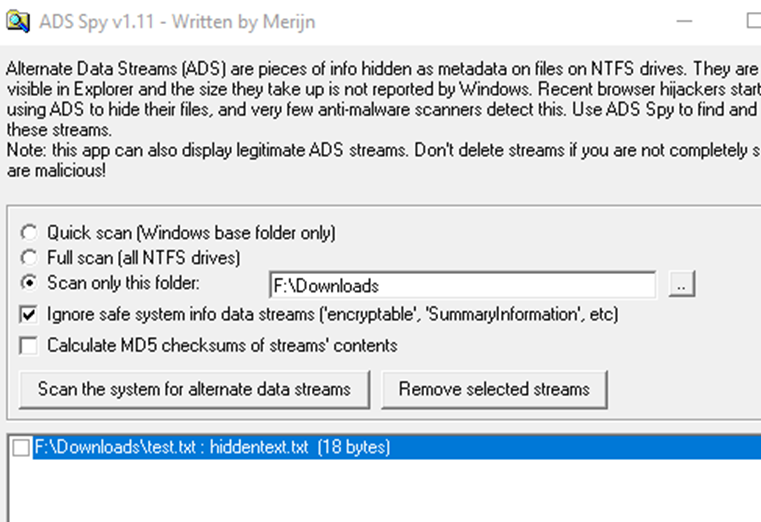 ADS Spy v1.11 - Written by Merijn
Alternate Data Streams (ADS) are pieces of info hidden as metadata on files on NTFS drives. They are
visible in Explorer and the size they take up is not reported by Windows. Recent browser hijackers start
using ADS to hide their files, and very few anti-malware scanners detect this. Use ADS Spy to find and
these streams.
Note: this app can also display legitimate ADS streams. Don't delete streams if you are not completely s
are malicious!
Quick scan (Windows base folder only)
Full scan (all NTFS drives)
Scan only this folder: F:\Downloads ..
Ignore safe system info data streams ('encryptable', 'SummaryInformation', etc)
Calculate MD5 checksums of streams' contents
Scan the system for alternate data streams Remove selected streams
F:\Downloads\test.txt : hiddentext.txt (18 bytes)